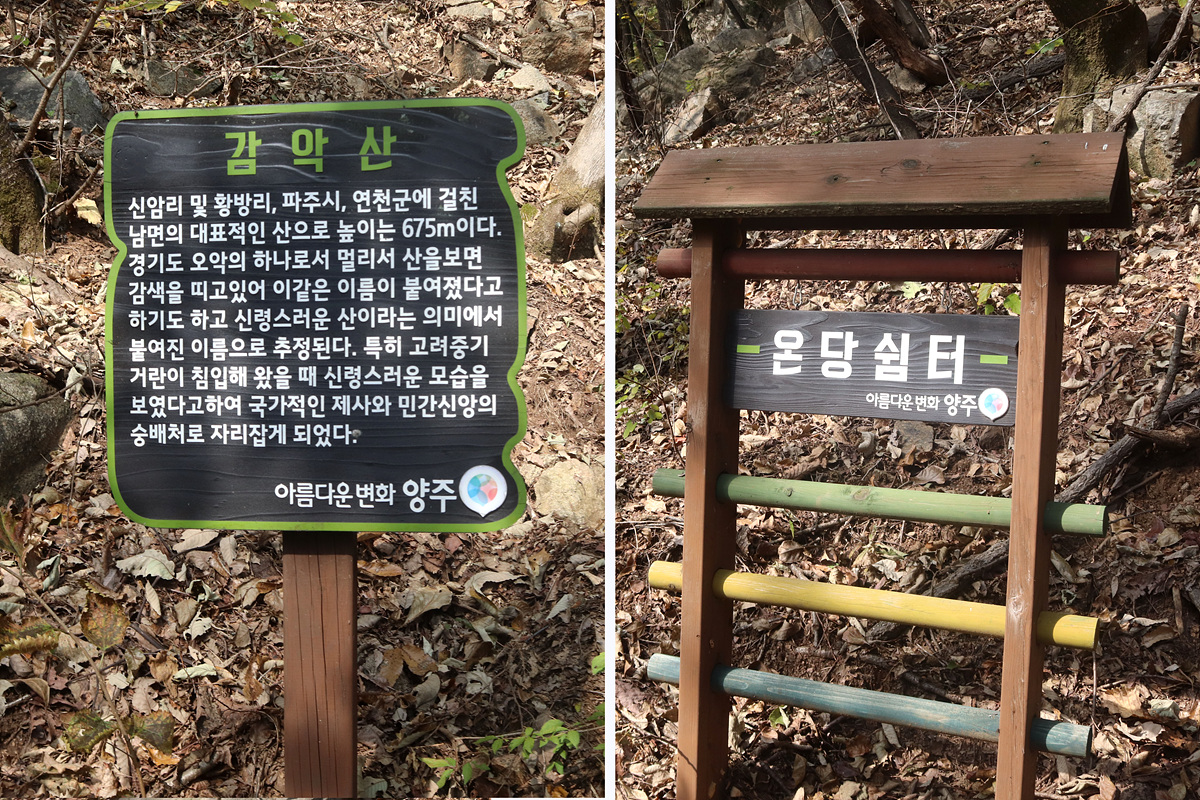 감악산
신암리 및 황방리, 파주시, 연천군에 걸친
남면의 대표적인 산으로 높이는 675m이다.
경기도 오악의 하나로서 멀리서 산을보면
감색을 띠고있어 이같은 이름이 붙여졌다고
하기도 하고 신령스러운 산이라는 의미에서
붙여진 이름으로 추정된다. 특히 고려중기
거란이 침입해 왔을 때 신령스러운 모습을
보였다고하여 국가적인 제사와 민간신앙의
숭배처로 자리잡게 되었다.
아름다운 변화 양주
온당쉼터
아름다운 변화 양주